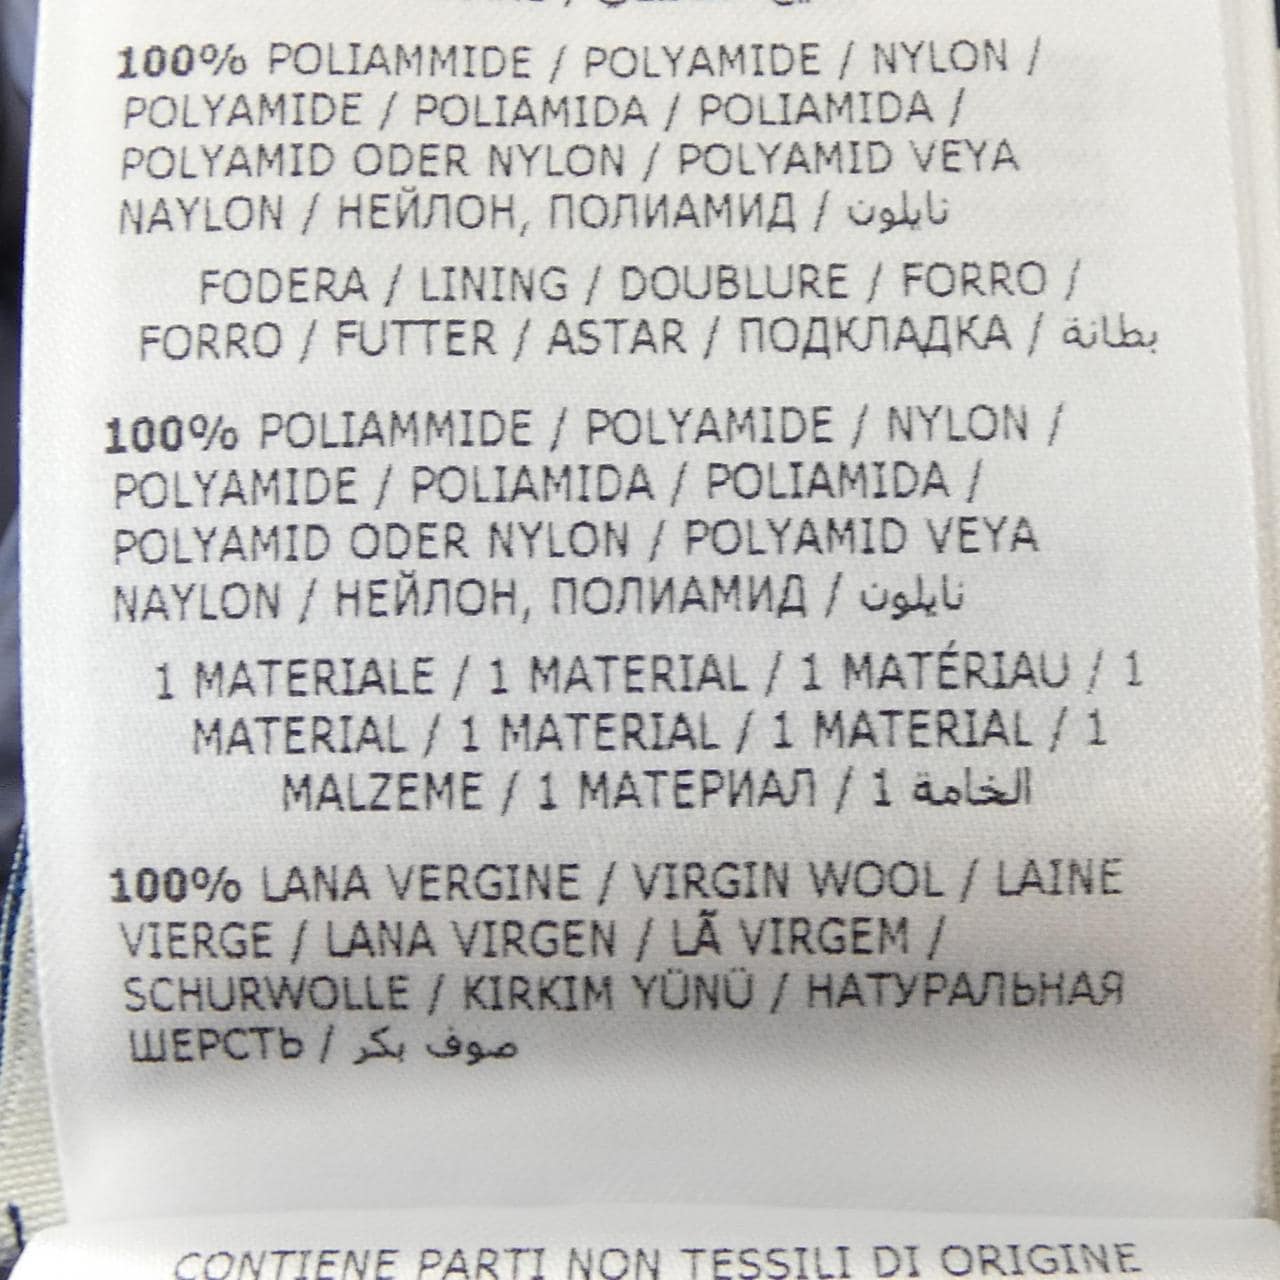 100% POLIAMMIDE / POLYAMIDE / NYLON /
POLYAMIDE / POLIAMIDA / POLIAMIDA /
POLYAMID ODER NYLON / POLYAMID VEYA
NAYLON / НЕЙЛОН, ПОЛИАМИД / نايلون
FODERA / LINING / DOUBLURE / FORRO /
FORRO / FUTTER / ASTAR / ПОДКЛАДКА / بطانة
100% POLIAMMIDE / POLYAMIDE / NYLON /
POLYAMIDE / POLIAMIDA / POLIAMIDA /
POLYAMID ODER NYLON / POLYAMID VEYA
NAYLON / НЕЙЛОН, ПОЛИАМИД / نايلون
1 MATERIALE / 1 MATERIAL / 1 MATÉRIAU / 1
MATERIAL / 1 MATERIAL / 1 MATERIAL / 1
MALZEME / 1 МАТЕРИАЛ / 1 الخامة
100% LANA VERGINE / VIRGIN WOOL / LAINE
VIERGE / LANA VIRGEN / LÃ VIRGEM /
SCHURWOLLE / KIRKIM YÜNÜ / НАТУРАЛЬНАЯ
ШЕРСТЬ / صوف بكر
CONTIENE PARTI NON TESSILI DI ORIGINE